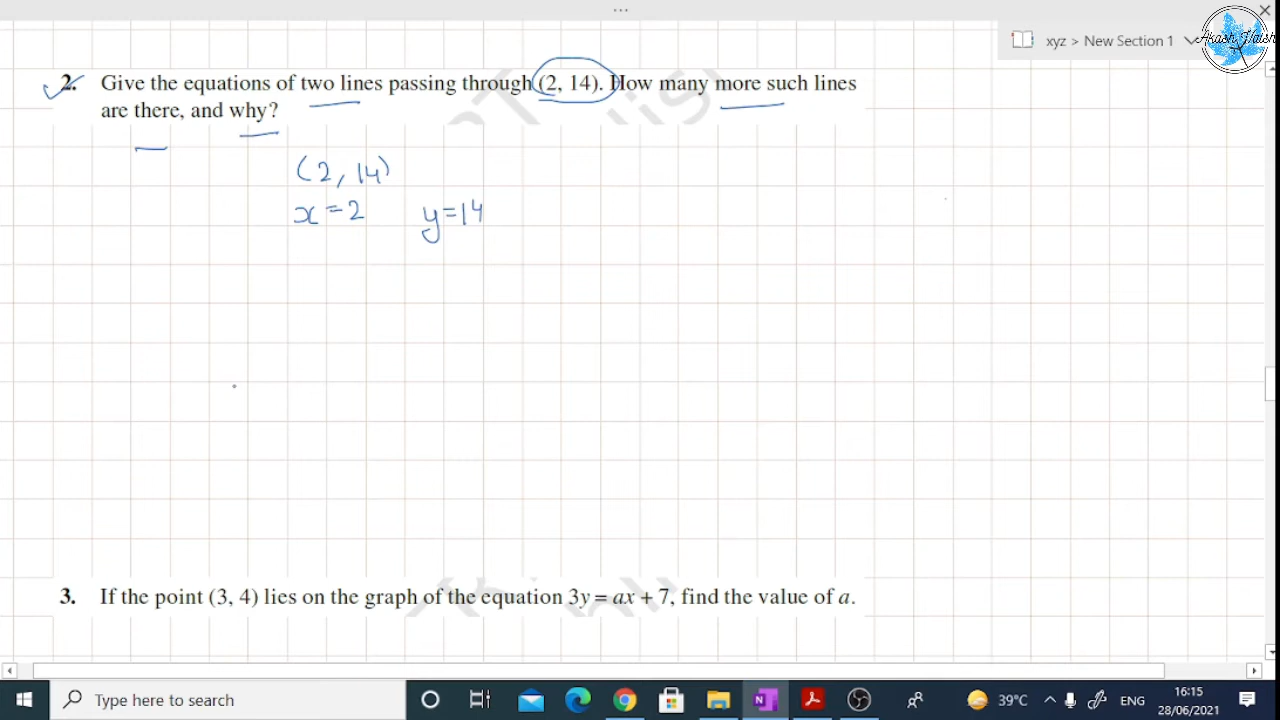 ...
xyz > New Section 1
2. Give the equations of two lines passing through (2, 14). How many more such lines
are there, and why?
(2, 14)
x = 2 y = 14
3. If the point (3, 4) lies on the graph of the equation 3y = ax + 7, find the value of a.
Type here to search
39°C
ENG
16:15
28/06/2021